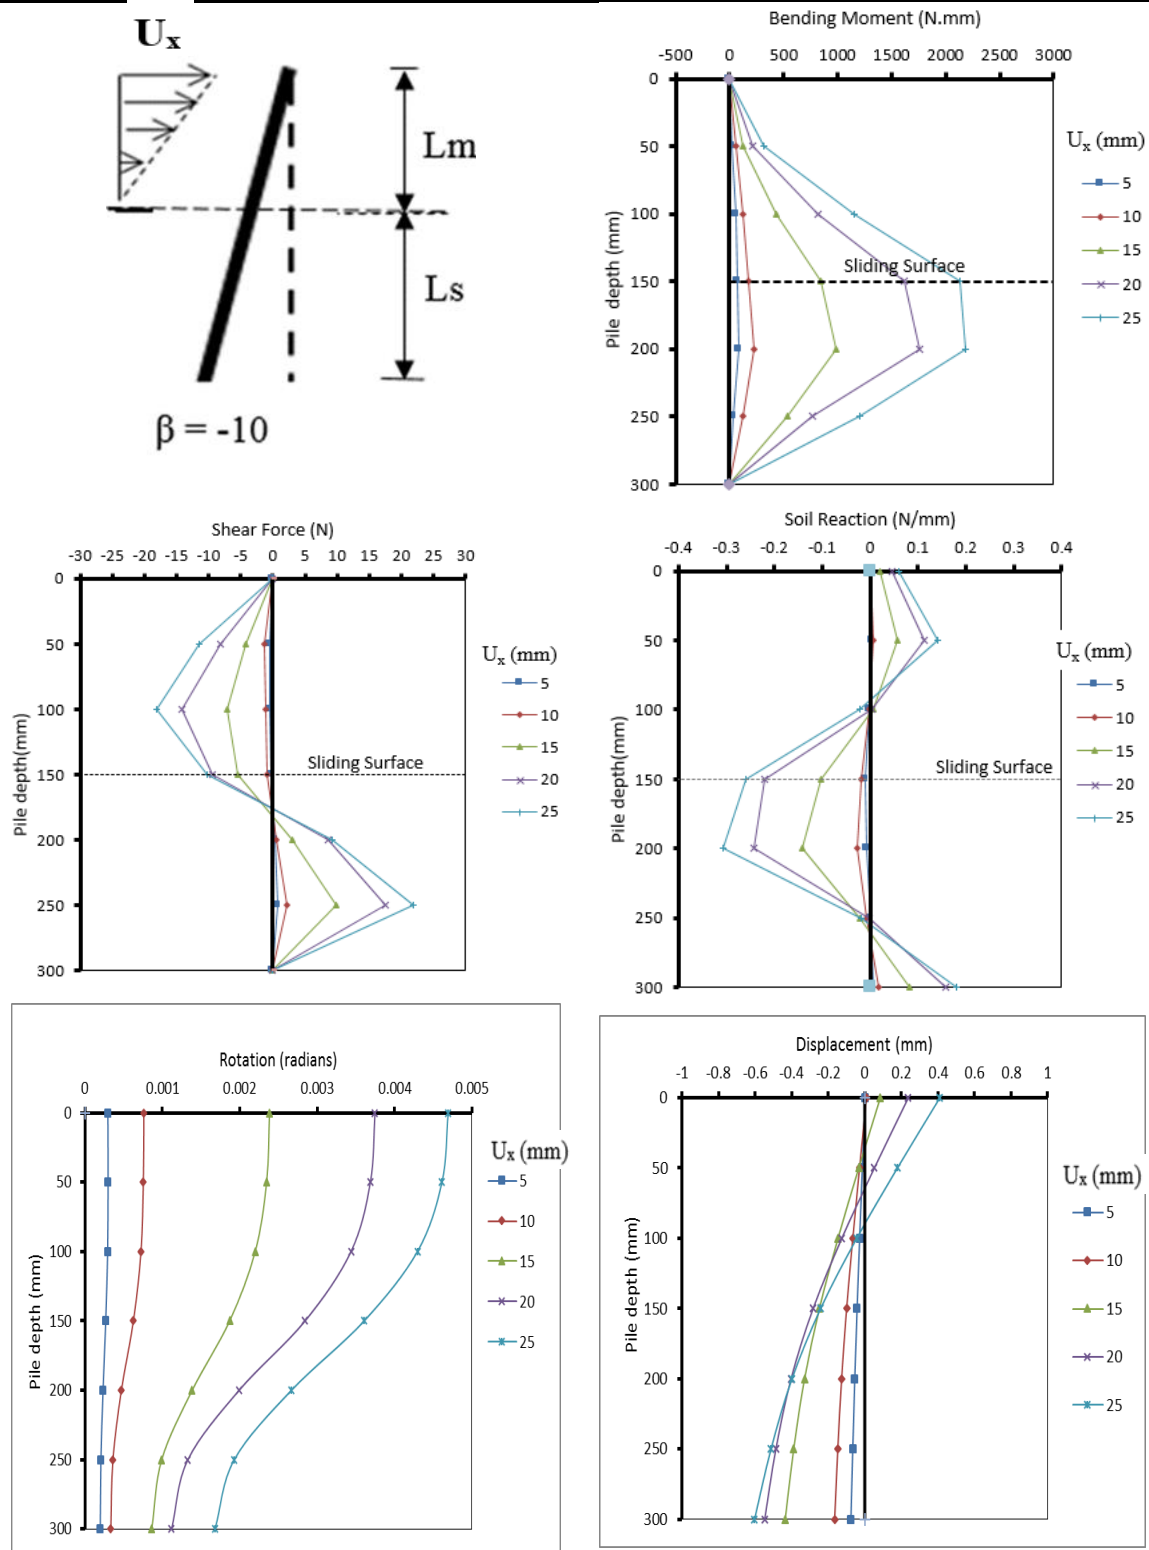 Uₓ
Lm
Ls
β = -10
Bending Moment (N.mm)
-500 0 500 1000 1500 2000 2500 3000
0
50
100
150
200
250
300
Pile depth (mm)
Sliding Surface
Uₓ (mm)
5
10
15
20
25
Shear Force (N)
-30 -25 -20 -15 -10 -5 0 5 10 15 20 25 30
0
50
100
150
200
250
300
Pile depth(mm)
Sliding Surface
Uₓ (mm)
5
10
15
20
25
Soil Reaction (N/mm)
-0.4 -0.3 -0.2 -0.1 0 0.1 0.2 0.3 0.4
0
50
100
150
200
250
300
Pile depth(mm)
Sliding Surface
Uₓ (mm)
5
10
15
20
25
Rotation (radians)
0 0.001 0.002 0.003 0.004 0.005
0
50
100
150
200
250
300
Pile depth (mm)
Uₓ (mm)
5
10
15
20
25
Displacement (mm)
-1 -0.8 -0.6 -0.4 -0.2 0 0.2 0.4 0.6 0.8 1
0
50
100
150
200
250
300
Pile depth (mm)
Uₓ (mm)
5
10
15
20
25